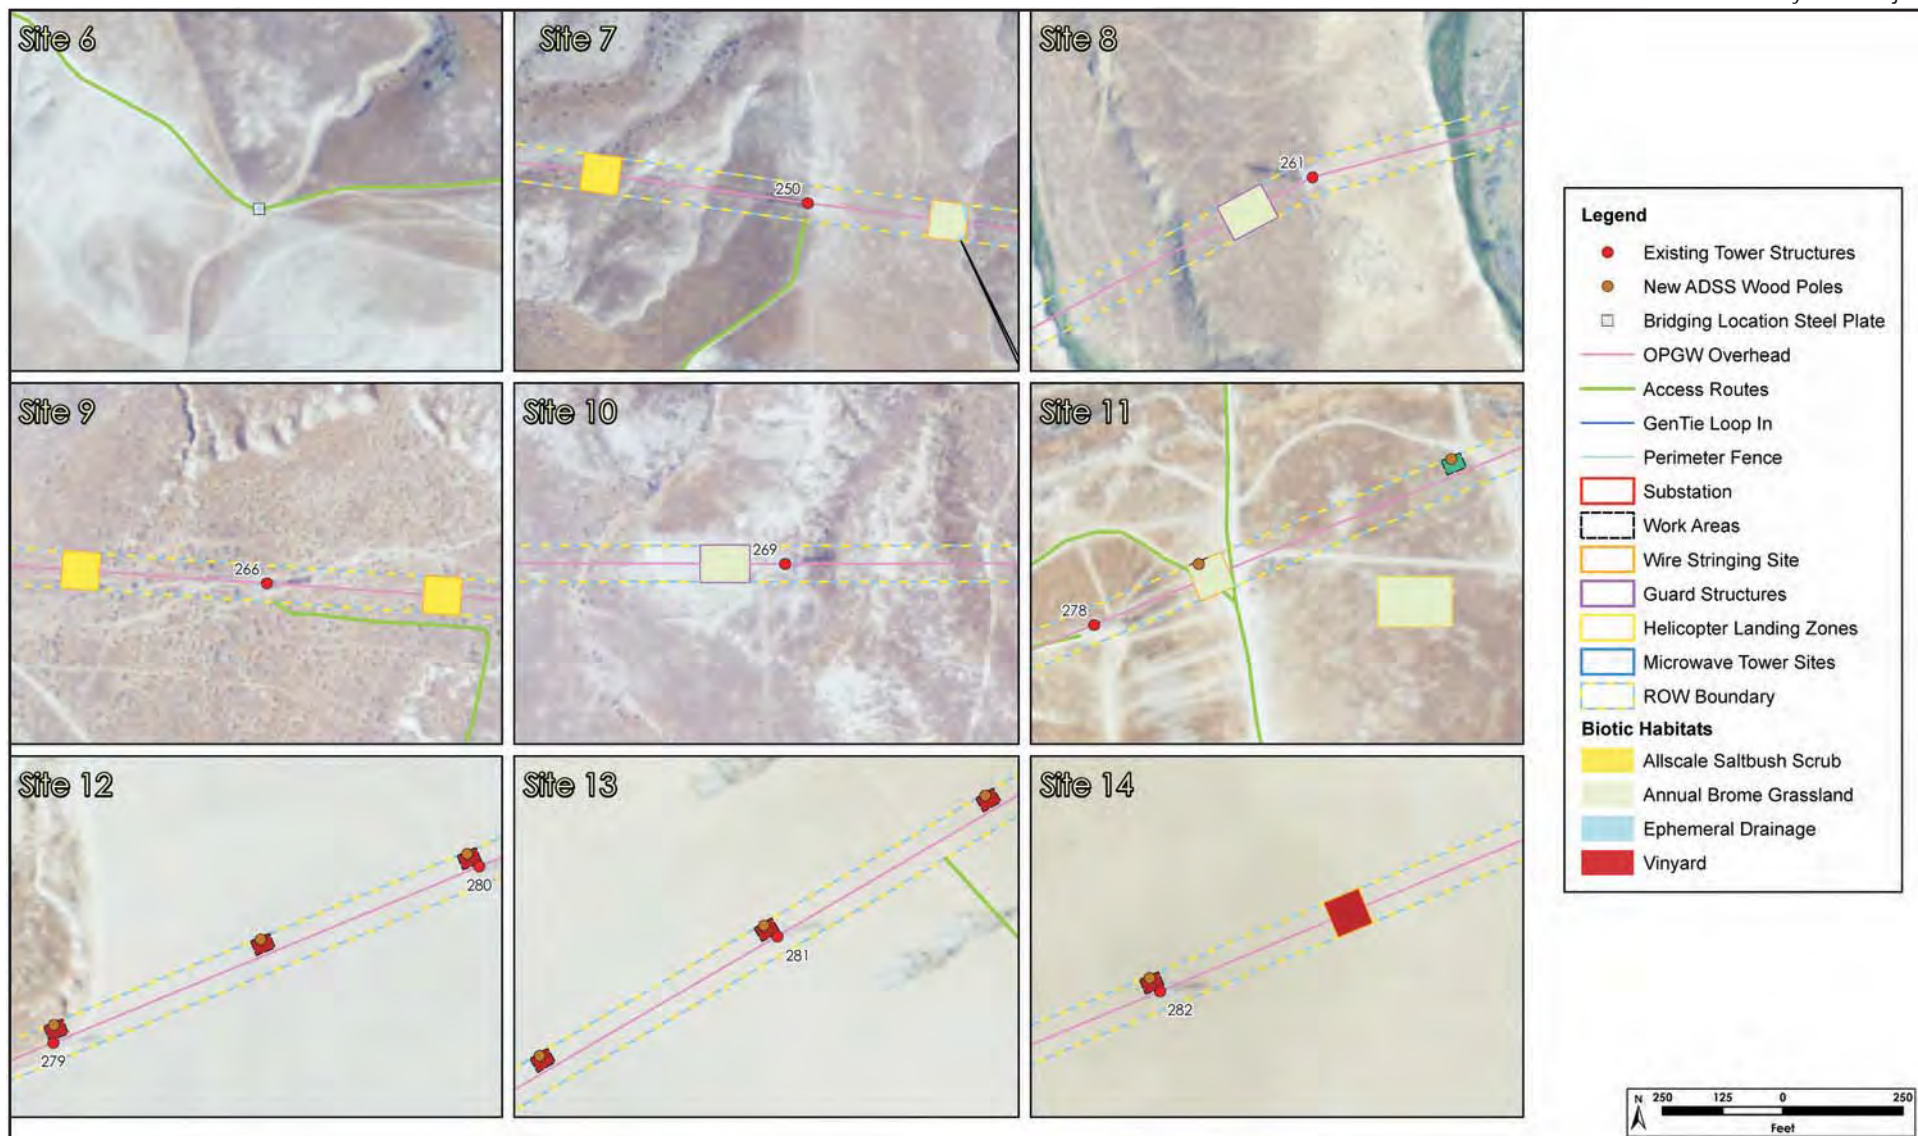 Site 6
Site 7
250
Site 8
261
Site 9
266
Site 10
269
Site 11
278
Site 12
279
280
Site 13
281
Site 14
282
Legend
Existing Tower Structures
New ADSS Wood Poles
Bridging Location Steel Plate
OPGW Overhead
Access Routes
GenTie Loop In
Perimeter Fence
Substation
Work Areas
Wire Stringing Site
Guard Structures
Helicopter Landing Zones
Microwave Tower Sites
ROW Boundary
Biotic Habitats
Allscale Saltbush Scrub
Annual Brome Grassland
Ephemeral Drainage
Vinyard
N 250 125 0 250
Feet